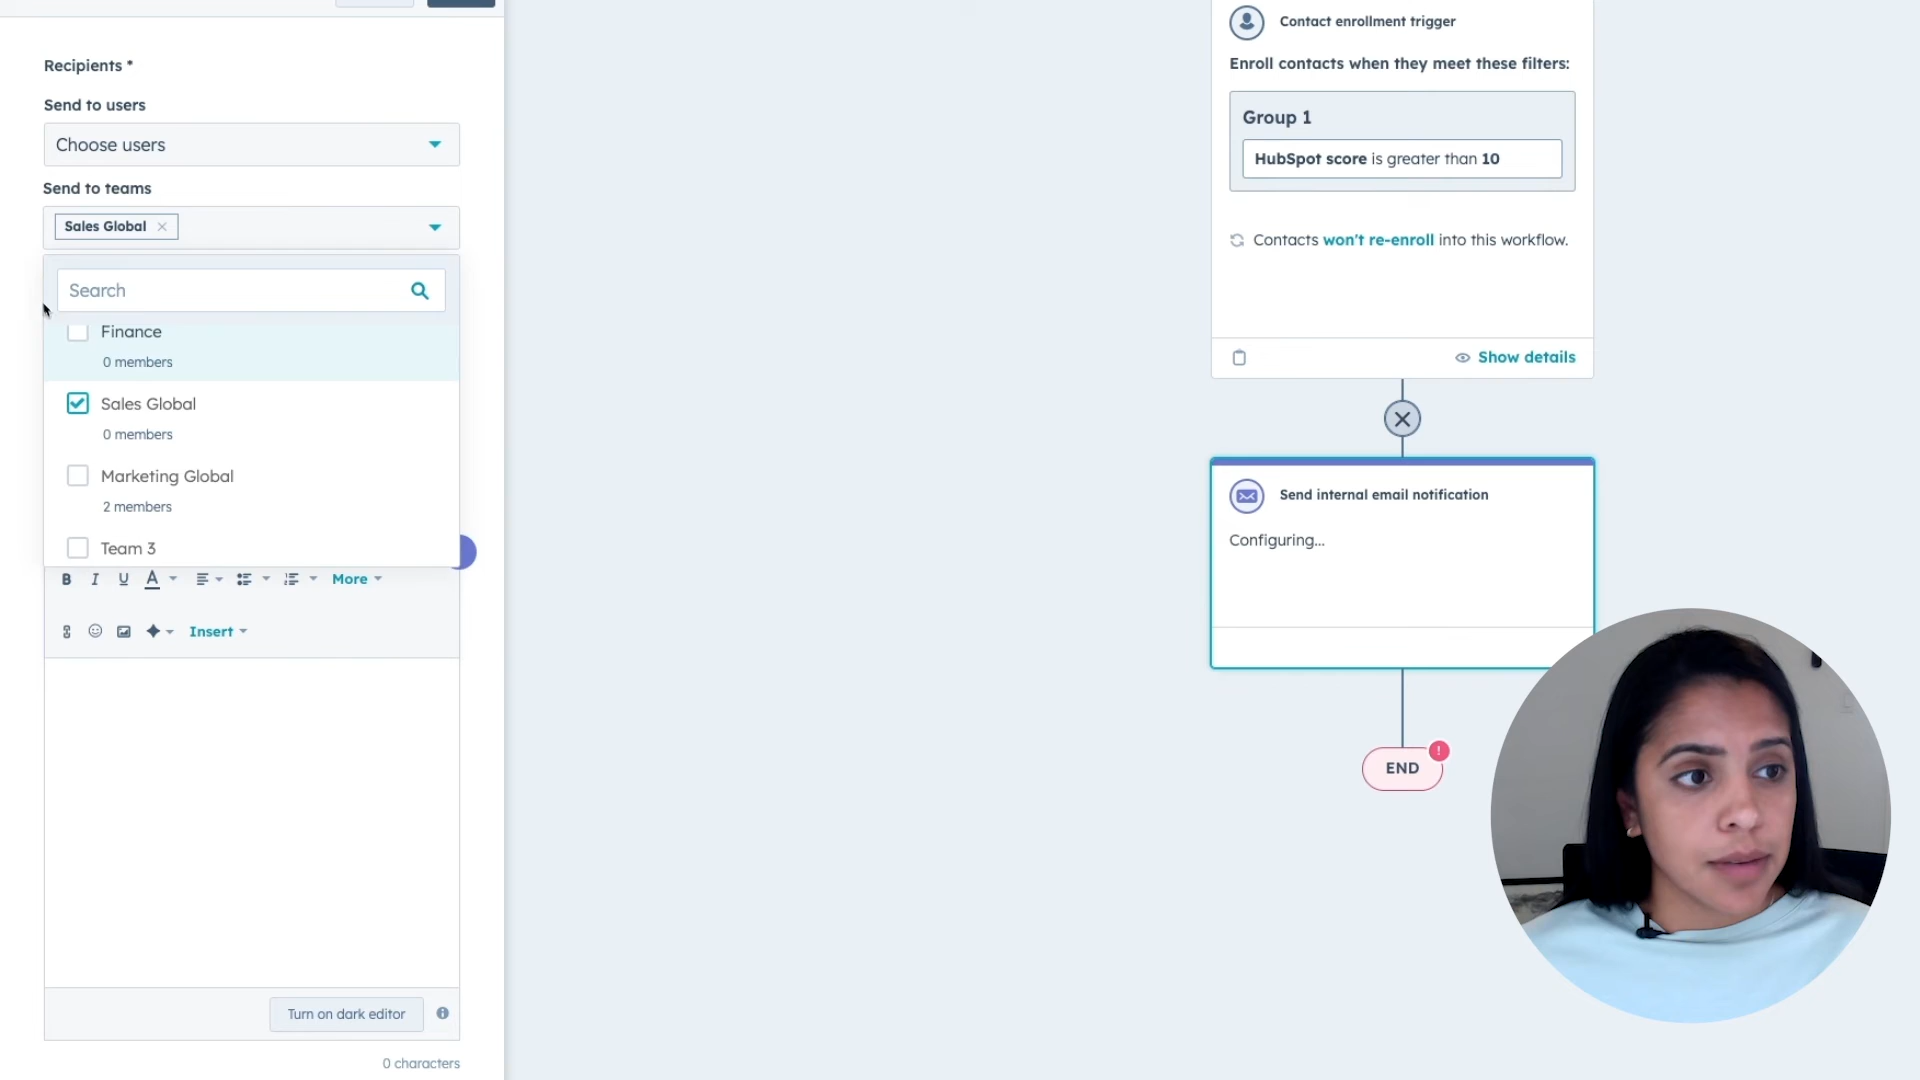 Recipients *
Send to users
Choose users
Send to teams
Sales Global
Search
Finance
0 members
Sales Global
0 members
Marketing Global
2 members
Team 3
B I U A More
Insert
Turn on dark editor
0 characters
Contact enrollment trigger
Enroll contacts when they meet these filters:
Group 1
HubSpot score is greater than 10
Contacts won't re-enroll into this workflow.
Show details
Send internal email notification
Configuring...
END
!